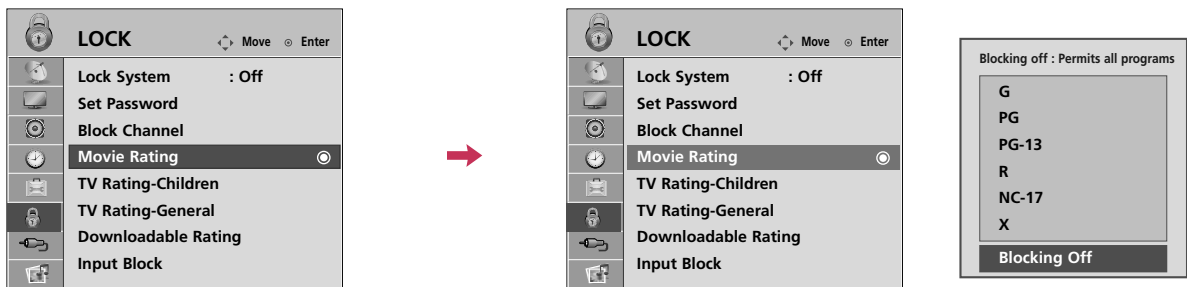 LOCK
Move Enter
Lock System : Off
Set Password
Block Channel
Movie Rating
TV Rating-Children
TV Rating-General
Downloadable Rating
Input Block
LOCK
Move Enter
Lock System : Off
Set Password
Block Channel
Movie Rating
TV Rating-Children
TV Rating-General
Downloadable Rating
Input Block
Blocking off : Permits all programs
G
PG
PG-13
R
NC-17
X
Blocking Off